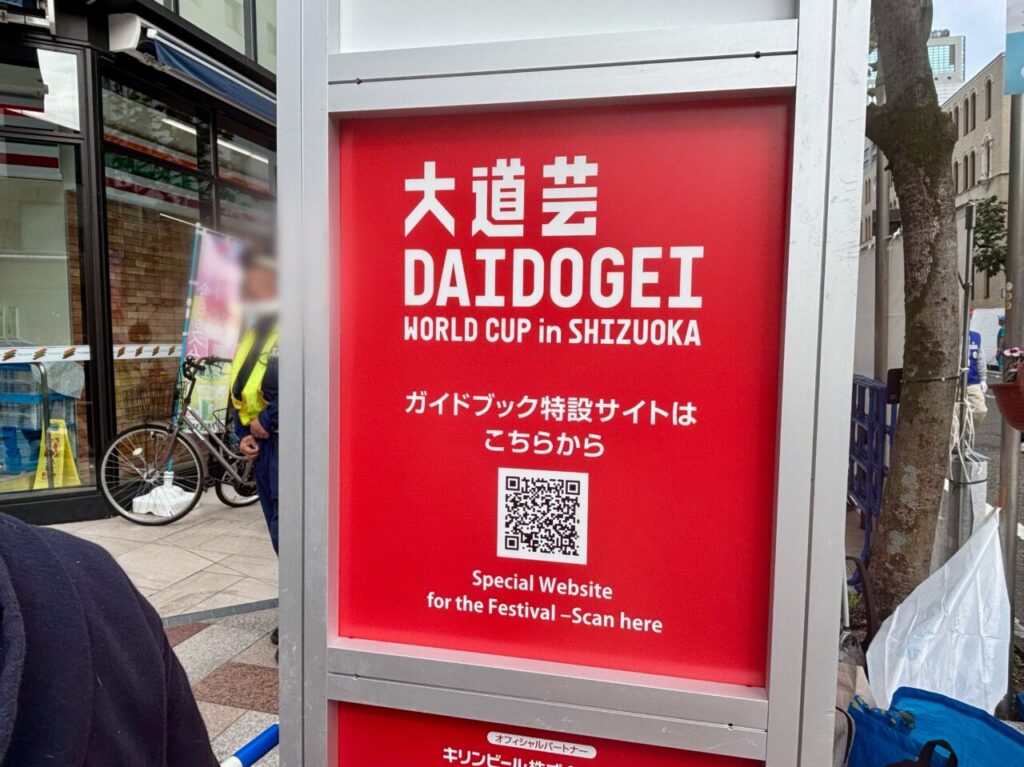 大道芸
DAIDOGEI
WORLD CUP in SHIZUOKA
ガイドブック特設サイトは
こちらから
Special Website
for the Festival –Scan here
オフィシャルパートナー
キリンビール株式